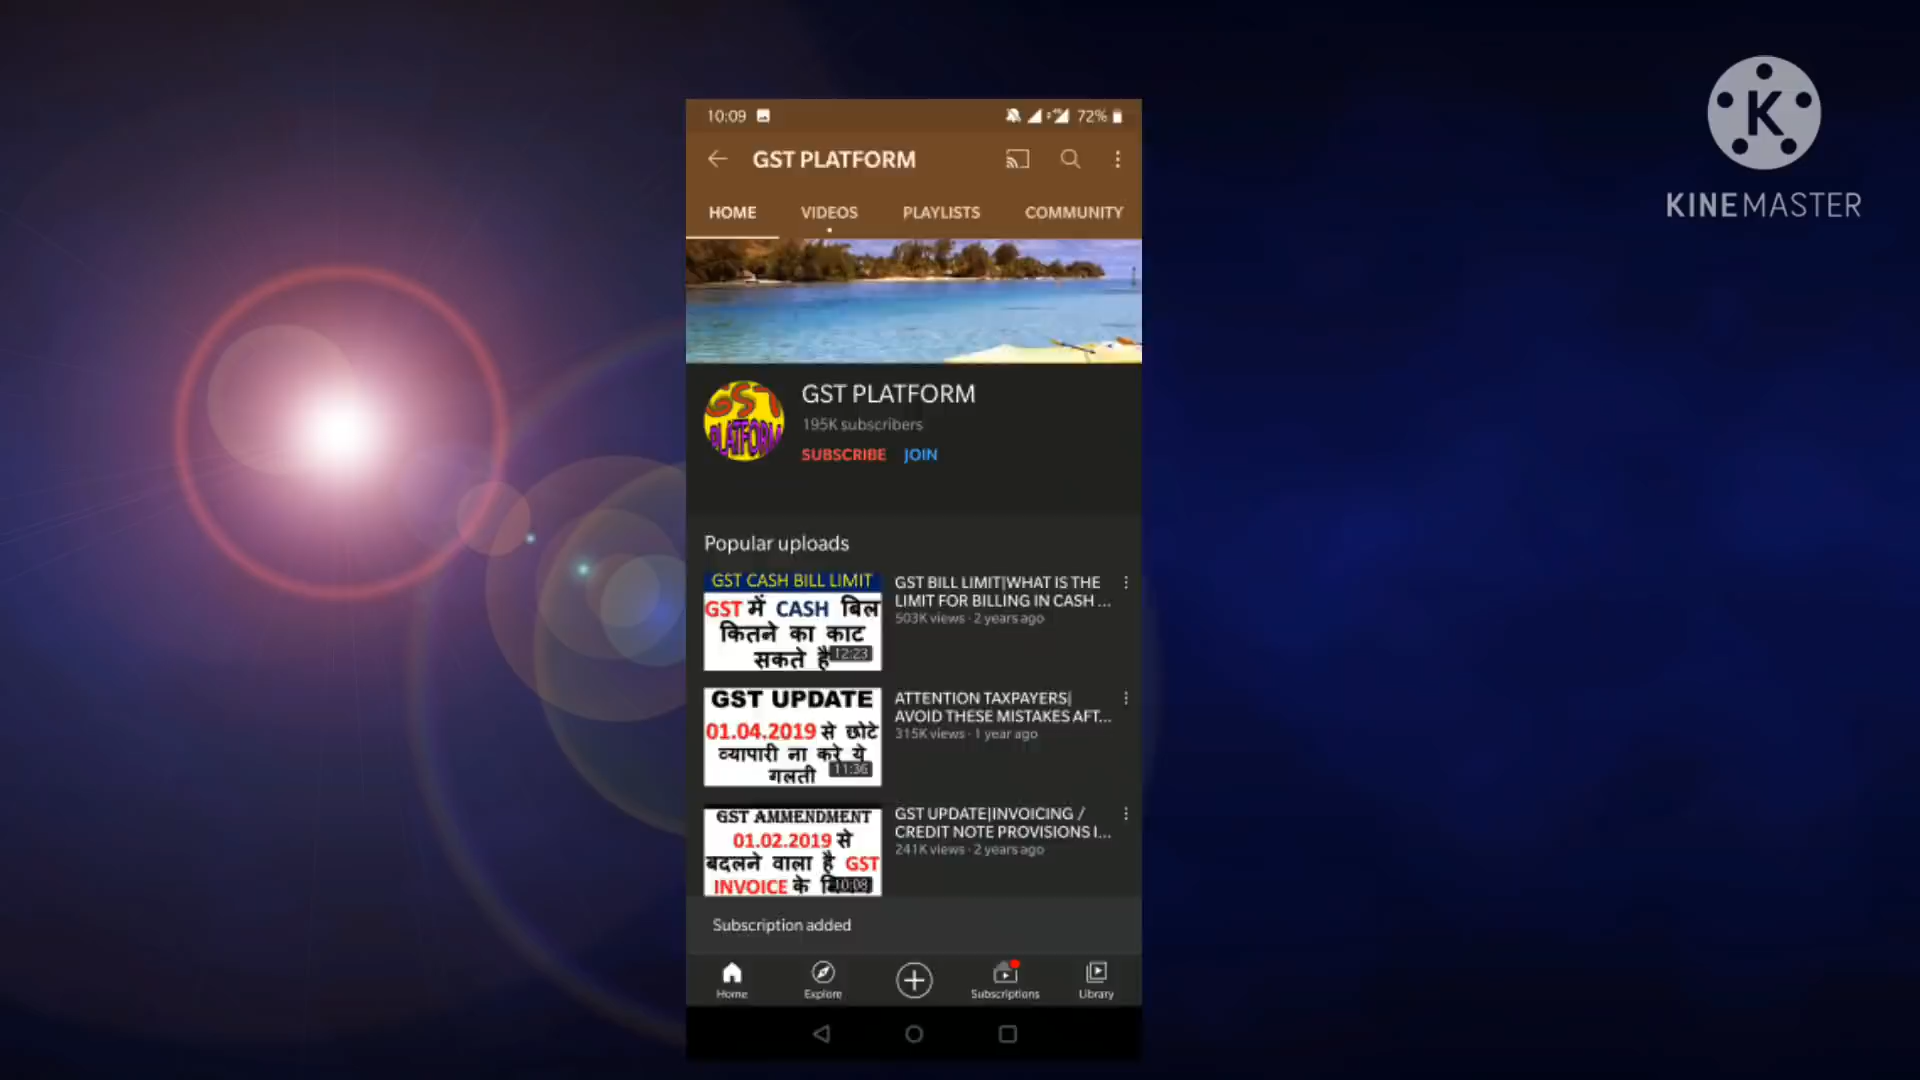 10:09 72%
GST PLATFORM
HOME VIDEOS PLAYLISTS COMMUNITY
GST PLATFORM
195K subscribers
SUBSCRIBE JOIN
Popular uploads
GST CASH BILL LIMIT
GST में CASH बिल
कितने का काट
सकते है
12:23
GST BILL LIMIT|WHAT IS THE
LIMIT FOR BILLING IN CASH ...
503K views · 2 years ago
GST UPDATE
01.04.2019 से छोटे
व्यापारी ना करे ये
गलती
11:36
ATTENTION TAXPAYERS|
AVOID THESE MISTAKES AFT...
315K views · 1 year ago
GST AMMENDMENT
01.02.2019 से
बदलने वाला है GST
INVOICE के
10:08
GST UPDATE|INVOICING /
CREDIT NOTE PROVISIONS I...
241K views · 2 years ago
Subscription added
Home Explore Subscriptions Library
K
KINEMASTER